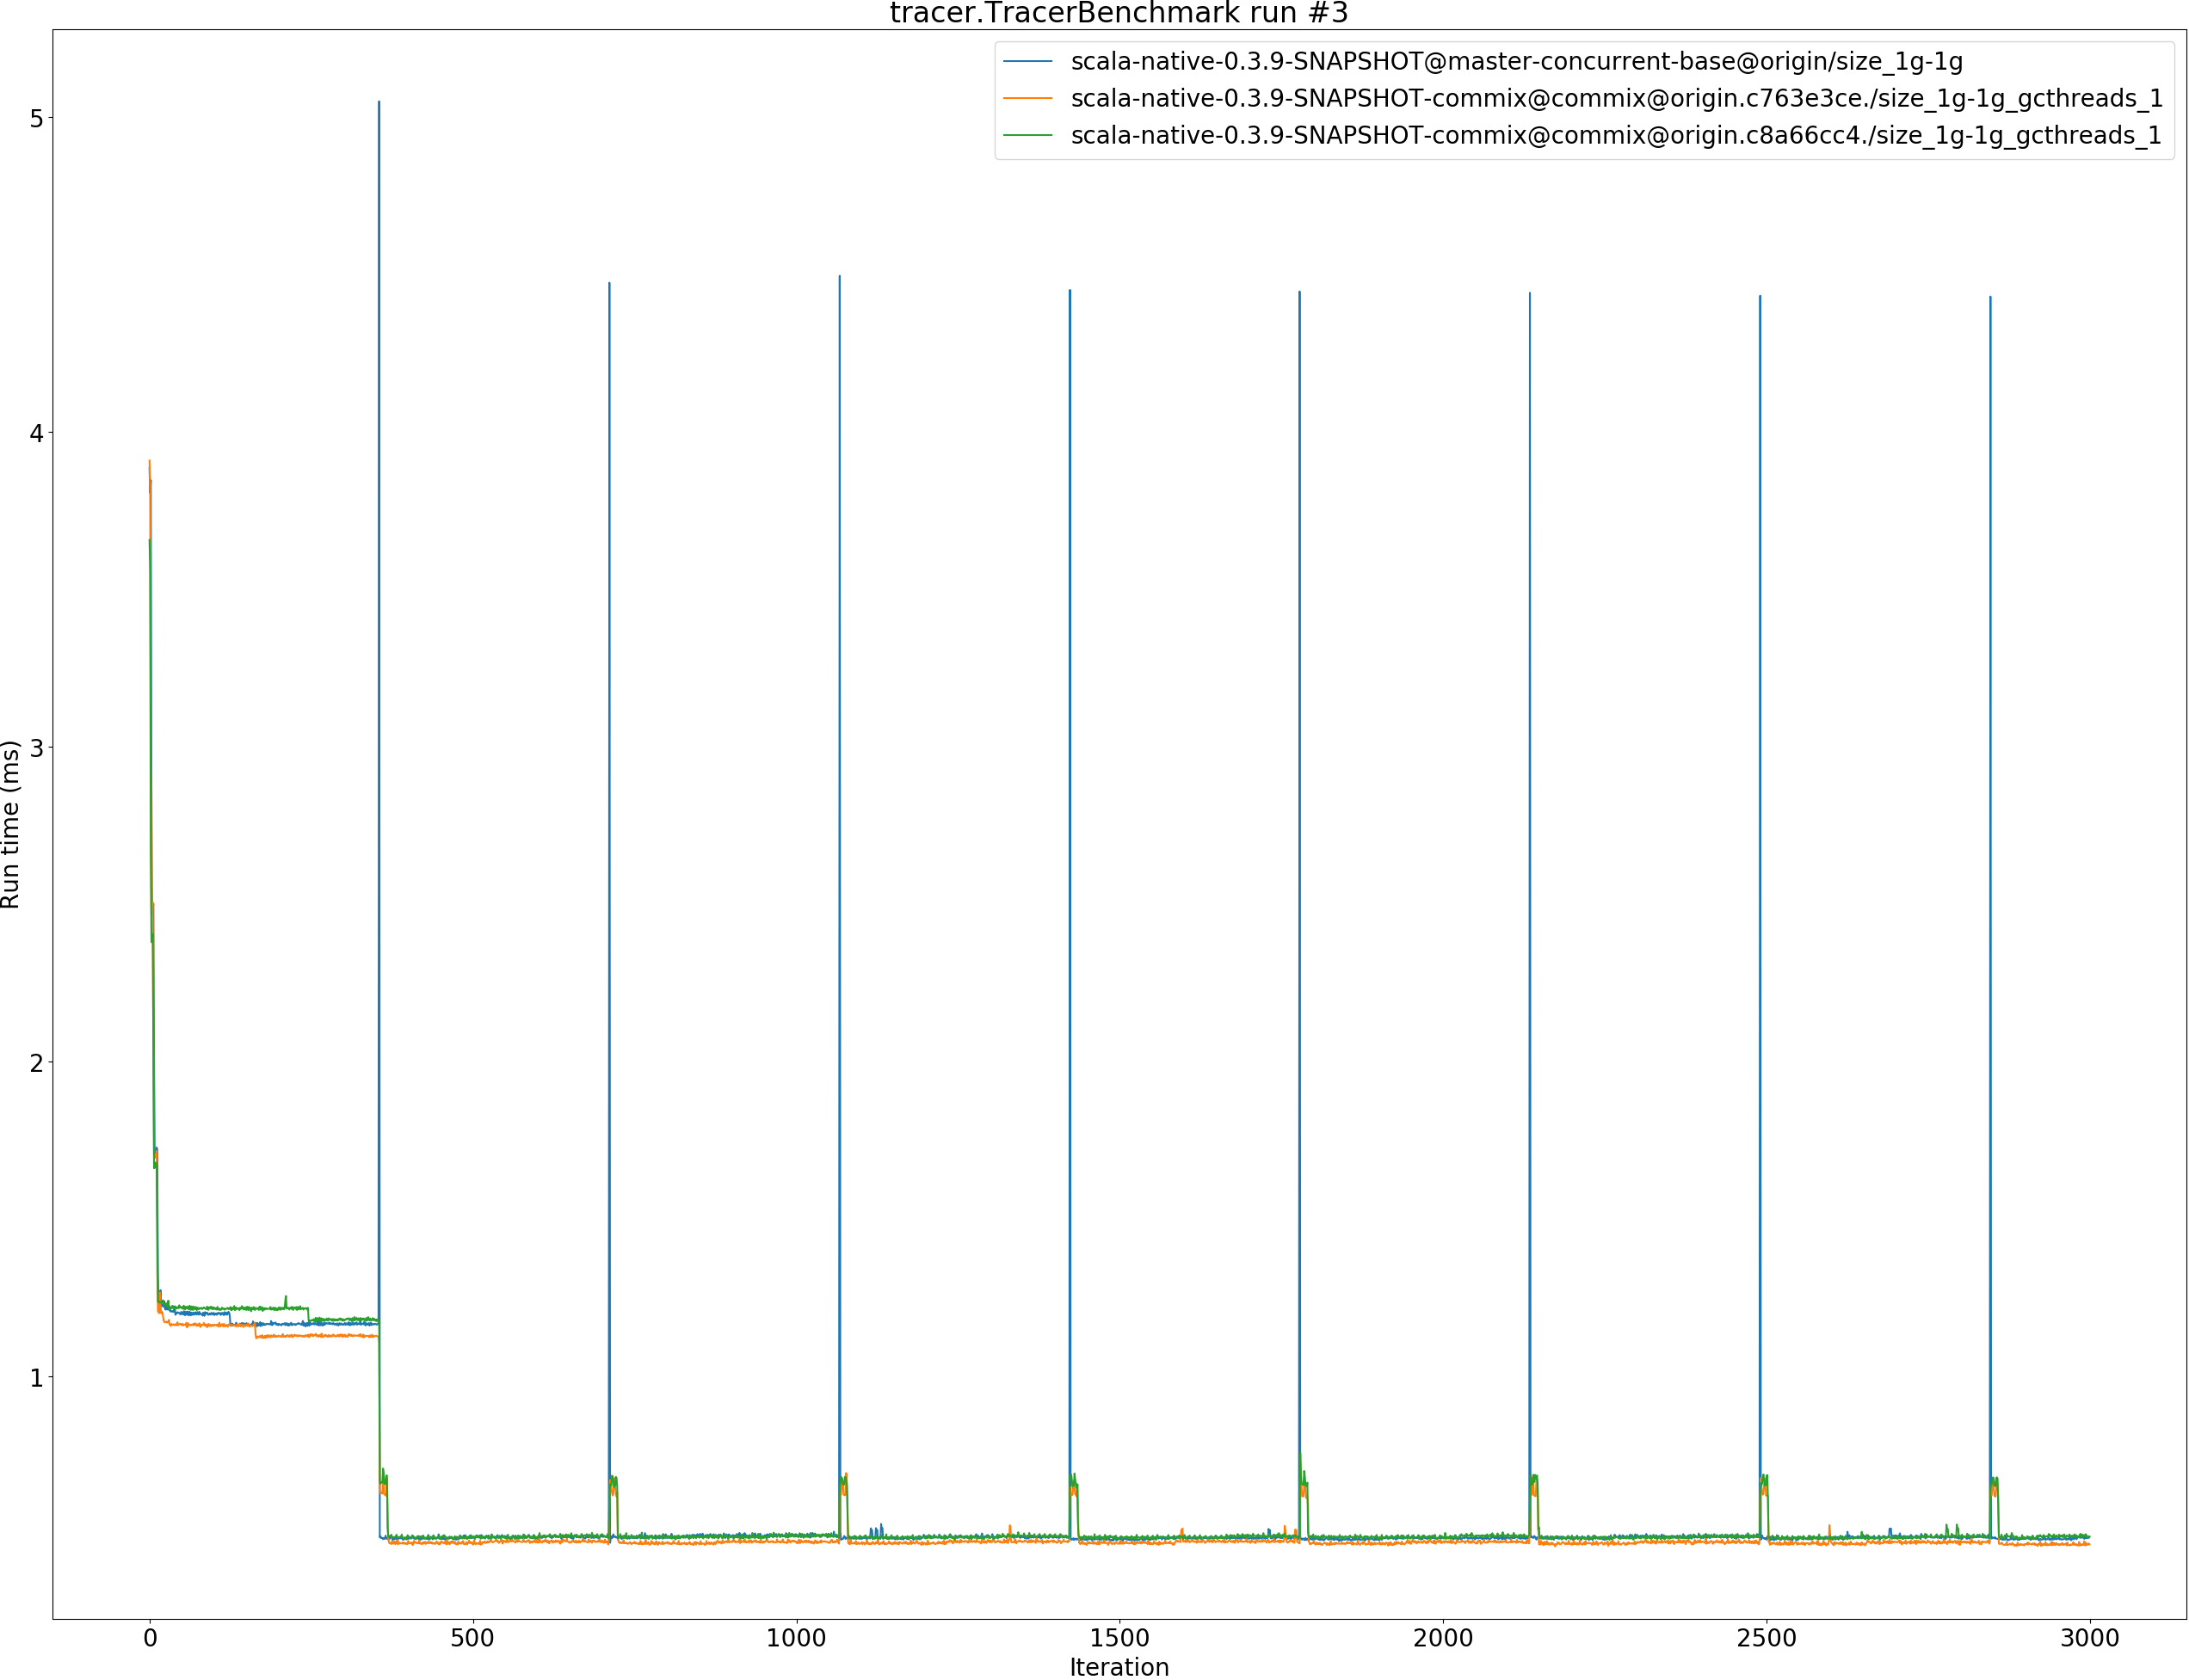 tracer.TracerBenchmark run #3
scala-native-0.3.9-SNAPSHOT@master-concurrent-base@origin/size_1g-1g
scala-native-0.3.9-SNAPSHOT-commix@commix@origin.c763e3ce./size_1g-1g_gcthreads_1
scala-native-0.3.9-SNAPSHOT-commix@commix@origin.c8a66cc4./size_1g-1g_gcthreads_1
Run time (ms)
5
4
3
2
1
0 500 1000 1500 2000 2500 3000
Iteration